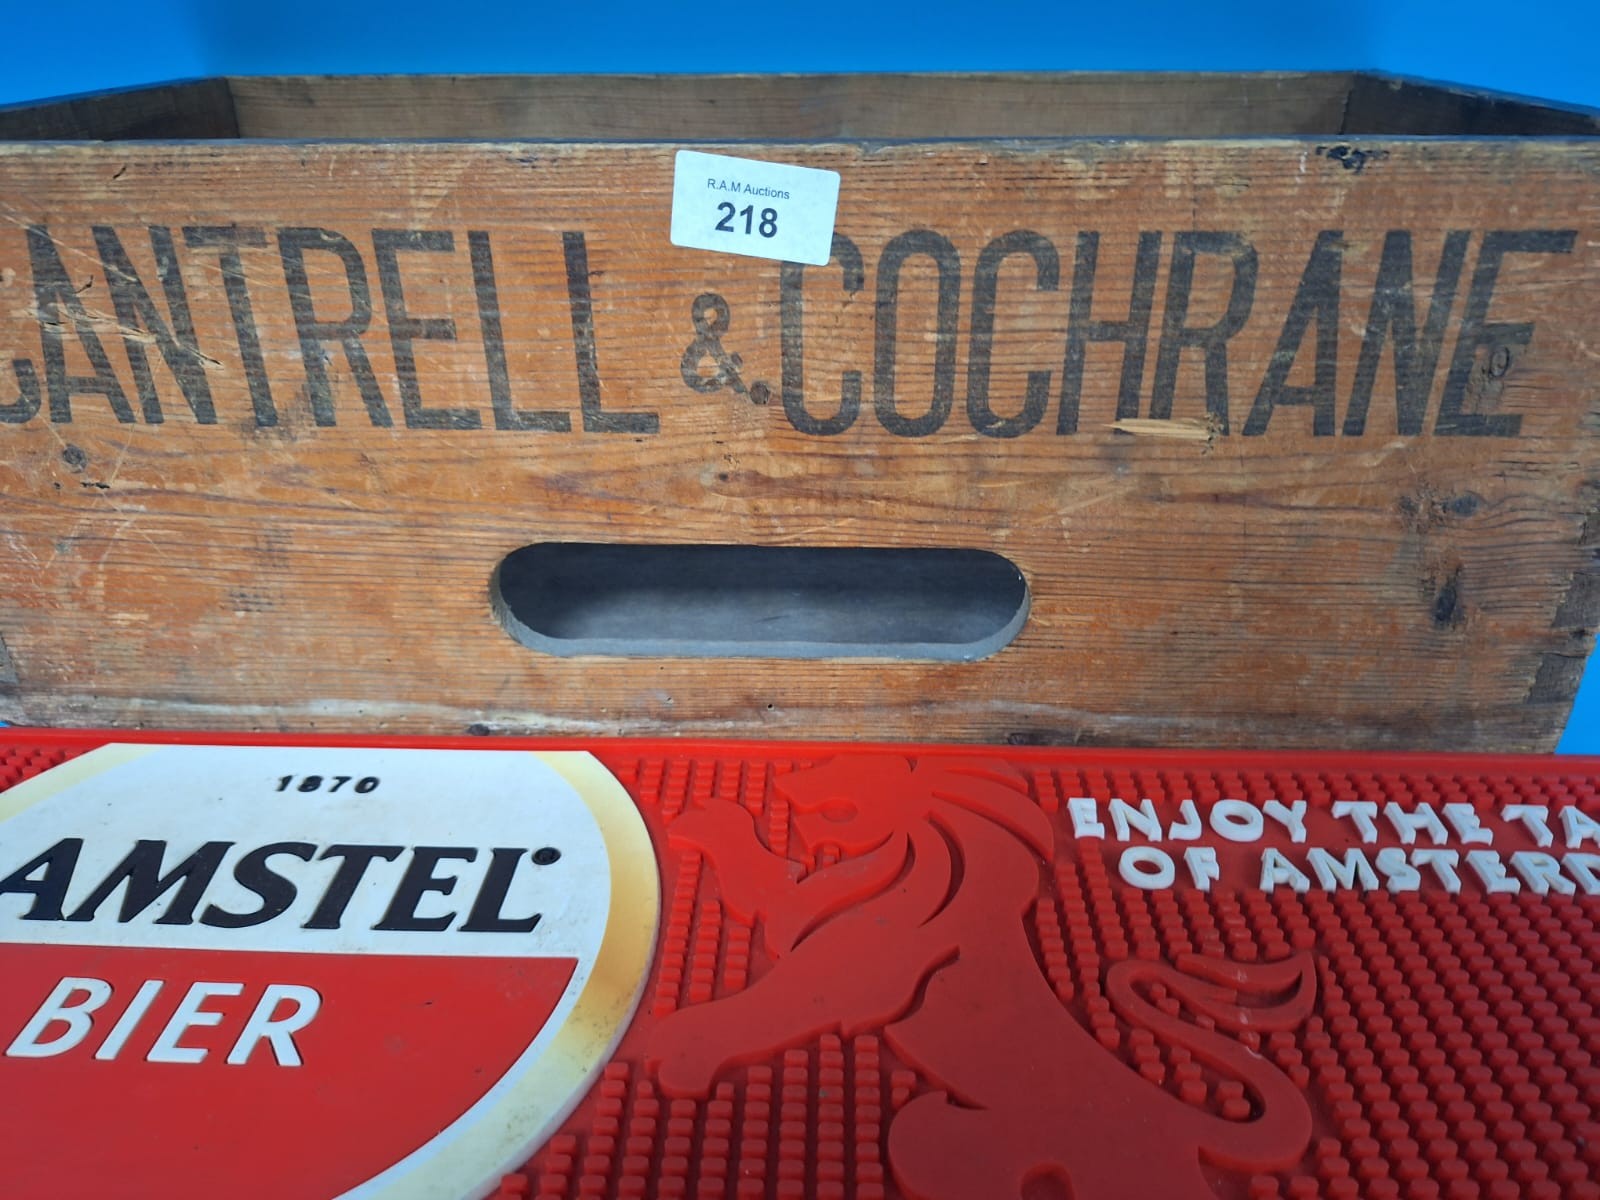 R.A.M Auctions
218
CANTRELL & COCHRANE
1870
AMSTEL®
BIER
ENJOY THE TA
OF AMSTERD